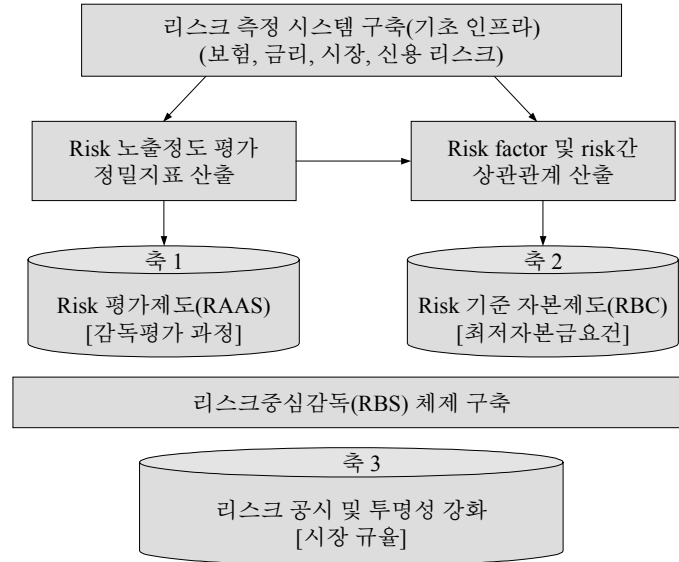 리스크 측정 시스템 구축(기초 인프라)
(보험, 금리, 시장, 신용 리스크)
Risk 노출정도 평가
정밀지표 산출
Risk factor 및 risk간
상관관계 산출
축 1
Risk 평가제도(RAAS)
[감독평가 과정]
축 2
Risk 기준 자본제도(RBC)
[최저자본금요건]
리스크중심감독(RBS) 체제 구축
축 3
리스크 공시 및 투명성 강화
[시장 규율]